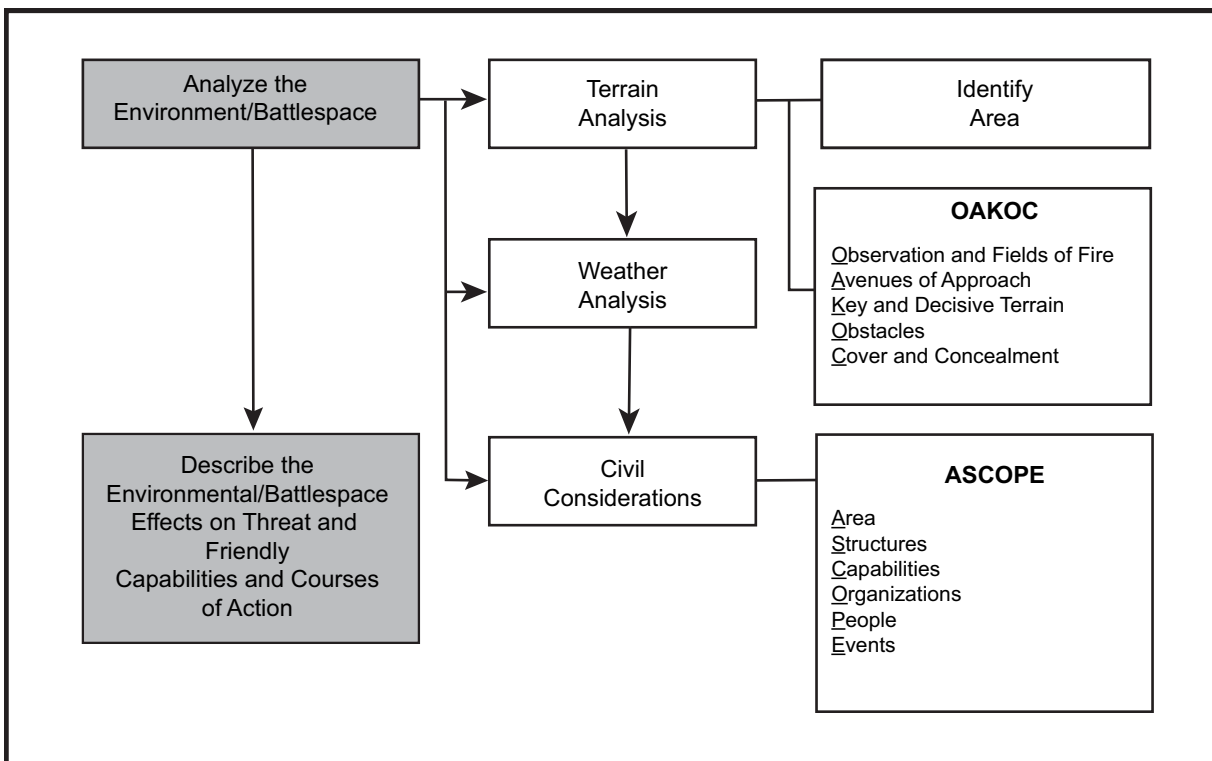 Analyze the
Environment/Battlespace
Terrain
Analysis
Identify
Area
OAKOC
Observation and Fields of Fire
Avenues of Approach
Key and Decisive Terrain
Obstacles
Cover and Concealment
Weather
Analysis
Describe the
Environmental/Battlespace
Effects on Threat and
Friendly
Capabilities and Courses
of Action
Civil
Considerations
ASCOPE
Area
Structures
Capabilities
Organizations
People
Events